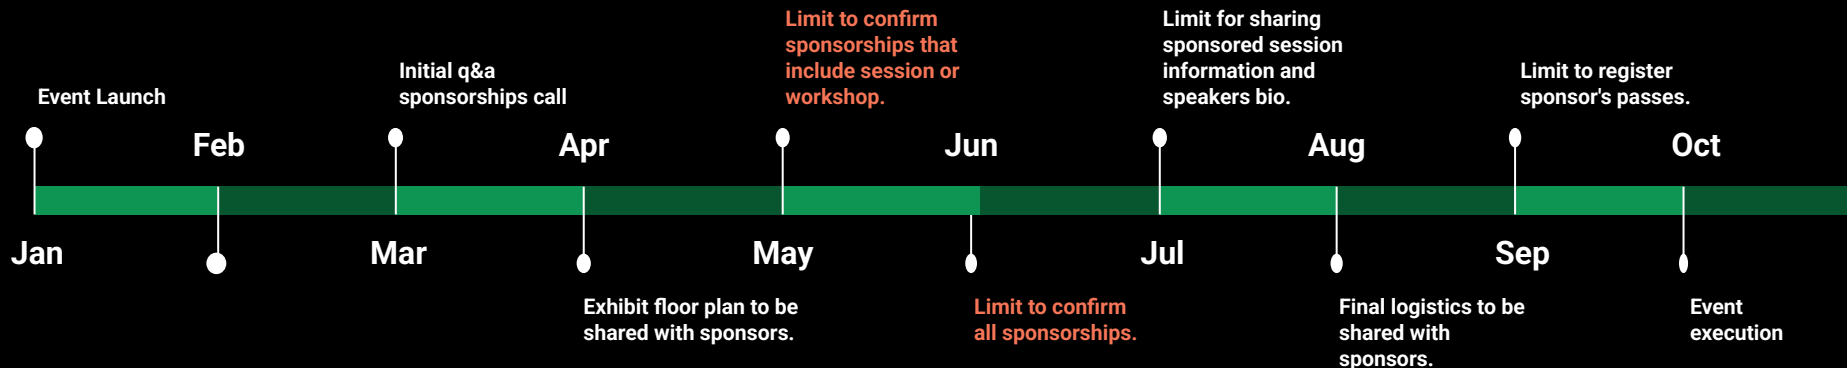 Event Launch
Initial q&a
sponsorships call
Limit to confirm
sponsorships that
include session or
workshop.
Limit for sharing
sponsored session
information and
speakers bio.
Limit to register
sponsor's passes.
Feb
Apr
Jun
Aug
Oct
Jan
Mar
May
Jul
Sep
Exhibit floor plan to be
shared with sponsors.
Limit to confirm
all sponsorships.
Final logistics to be
shared with
sponsors.
Event
execution